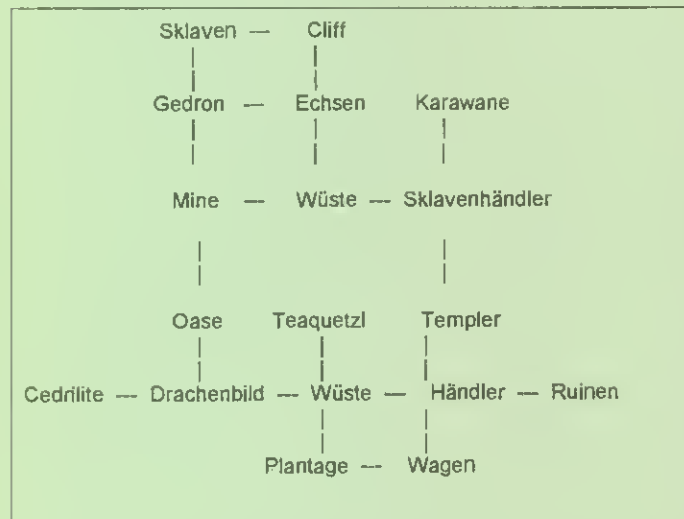 Sklaven — Cliff
Gedron — Echsen Karawane
Mine — Wüste — Sklavenhändler
Oase Teaquetzl Templer
Cedrilite — Drachenbild — Wüste — Händler — Ruinen
Plantage — Wagen